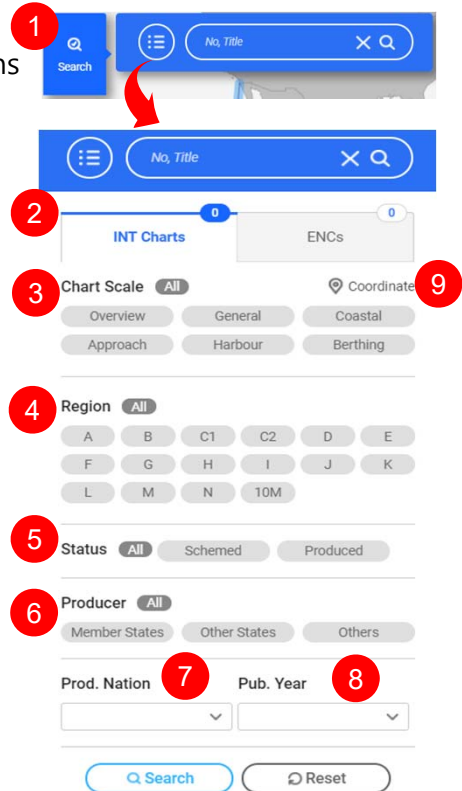 1
ns
Search
No, Title
No, Title
2
0 0
INT Charts ENCs
3 Chart Scale All Coordinate 9
Overview General Coastal
Approach Harbour Berthing
4 Region All
A B C1 C2 D E
F G H I J K
L M N 10M
5 Status All Schemed Produced
6 Producer All
Member States Other States Others
Prod. Nation 7 Pub. Year 8
Search Reset